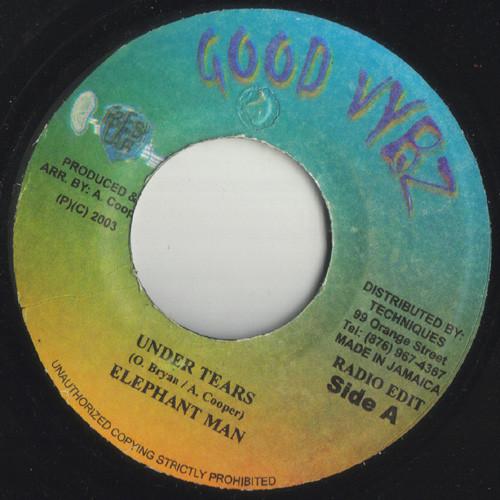 GOOD VYBZ
PRODUCED &
ARR. BY: A. Coop
(P)(C) 2003
DISTRIBUTED BY:
TECHNIQUES
99 Orange Street
Tel: (876) 967-4367
MADE IN JAMAICA
RADIO EDIT
Side A
UNDER TEARS
(O. Bryan / A. Cooper)
ELEPHANT MAN
UNAUTHORIZED COPYING STRICTLY PROHIBITED